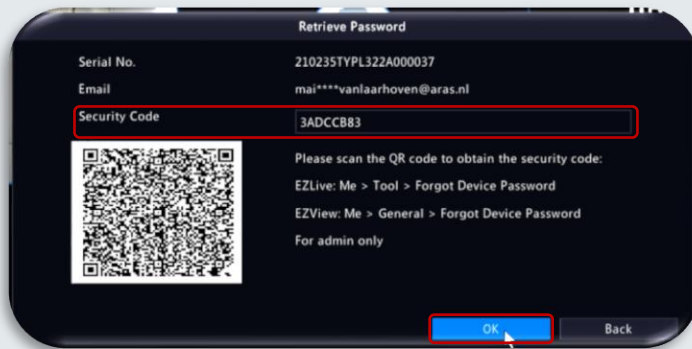 Retrieve Password
Serial No. 210235TYPL322A000037
Email mai****vanlaarhoven@aras.nl
Security Code 3ADCCB83
Please scan the QR code to obtain the security code:
EZLive: Me > Tool > Forgot Device Password
EZView: Me > General > Forgot Device Password
For admin only
OK Back